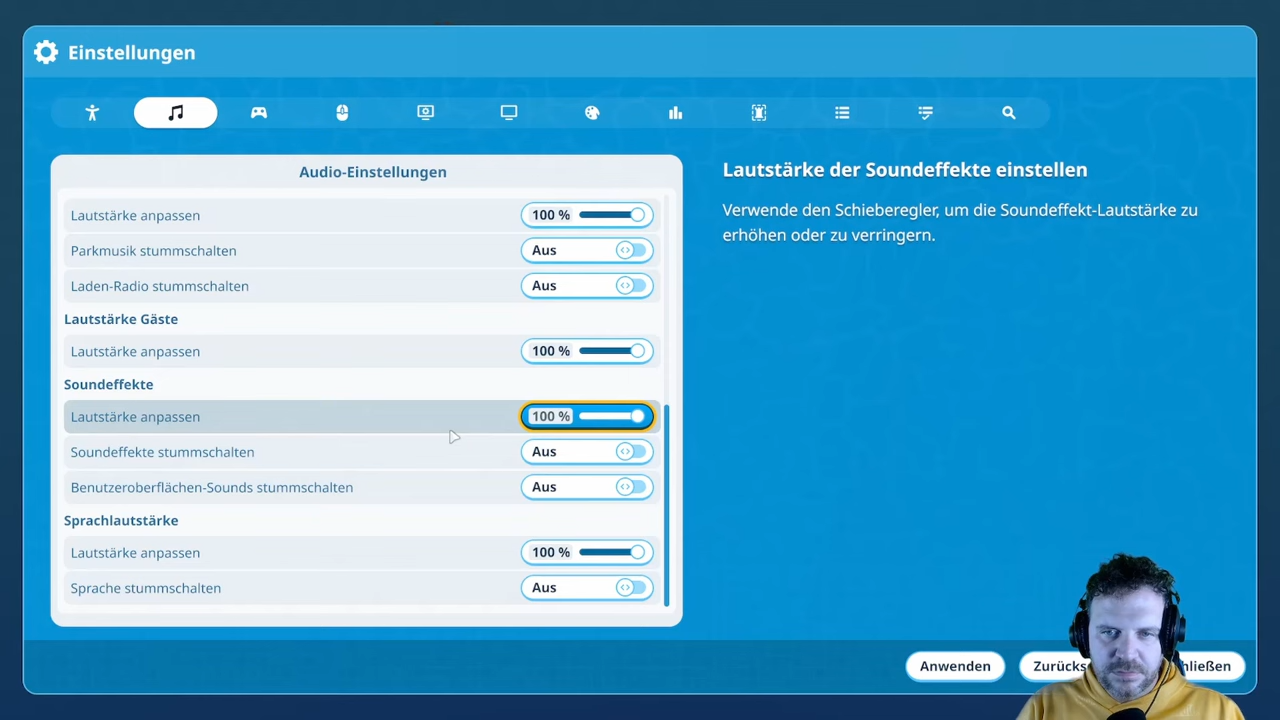 Einstellungen
Audio-Einstellungen
Lautstärke anpassen 100 %
Parkmusik stummschalten Aus
Laden-Radio stummschalten Aus
Lautstärke Gäste
Lautstärke anpassen 100 %
Soundeffekte
Lautstärke anpassen 100 %
Soundeffekte stummschalten Aus
Benutzeroberflächen-Sounds stummschalten Aus
Sprachlautstärke
Lautstärke anpassen 100 %
Sprache stummschalten Aus
Lautstärke der Soundeffekte einstellen
Verwende den Schieberegler, um die Soundeffekt-Lautstärke zu
erhöhen oder zu verringern.
Anwenden